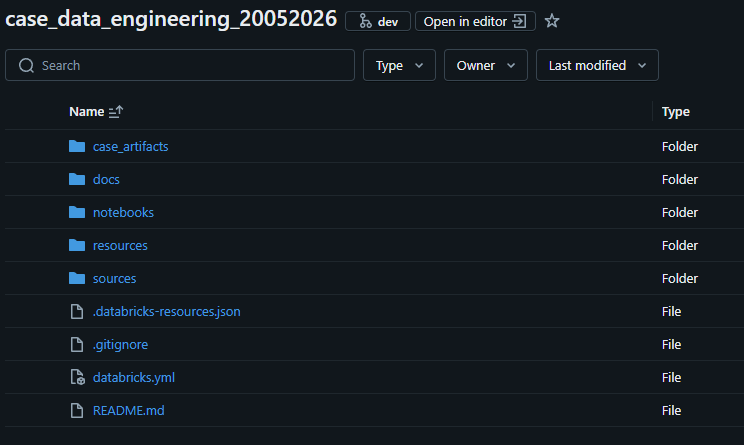 case_data_engineering_20052026 dev Open in editor
Search Type Owner Last modified
Name Type
case_artifacts Folder
docs Folder
notebooks Folder
resources Folder
sources Folder
.databricks-resources.json File
.gitignore File
databricks.yml File
README.md File